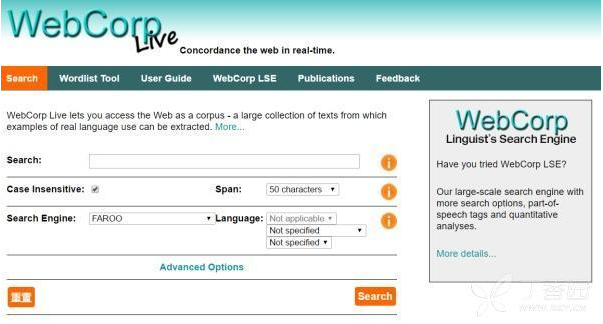 WebCorp
Live
Concordance the web in real-time.
Search Wordlist Tool User Guide WebCorp LSE Publications Feedback
WebCorp Live lets you access the Web as a corpus - a large collection of texts from which
examples of real language use can be extracted. More...
Search:
Case Insensitive: Span: 50 characters
Search Engine: FAROO Language: Not applicable
Not specified
Not specified
Advanced Options
重置 Search
WebCorp
Linguist's Search Engine
Have you tried WebCorp LSE?
Our large-scale search engine with
more search options, part-of-
speech tags and quantitative
analyses.
More details...
丁香园